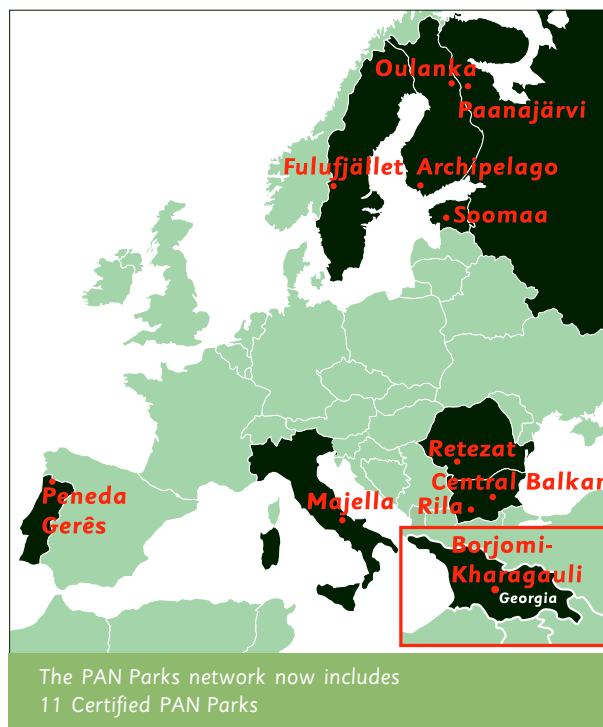 Oulanka
Paanajärvi
Fulufjället
Archipelago
Soomaa
Retezat
Central Balkan
Rila
Peneda
Gerês
Majella
Borjomi-
Kharagauli
Georgia
The PAN Parks network now includes
11 Certified PAN Parks